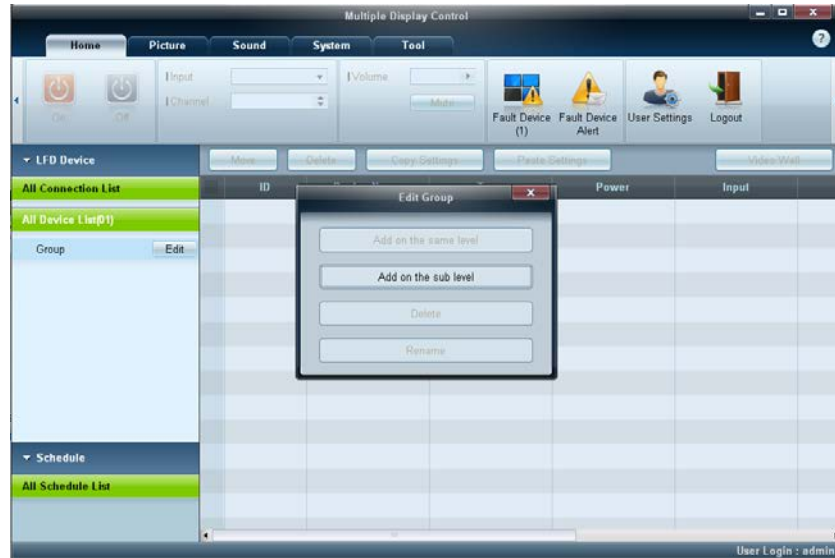 Multiple Display Control
Home Picture Sound System Tool
Input
Volume
Channel
Mute
On Off
Fault Device (1)
Fault Device Alert
User Settings
Logout
LFD Device
Move Delete Copy Settings Paste Settings Video Wall
All Connection List
ID Power Input
Edit Group
All Device List(01)
Group Edit
Add on the same level
Add on the sub level
Delete
Rename
Schedule
All Schedule List
User Login : admin